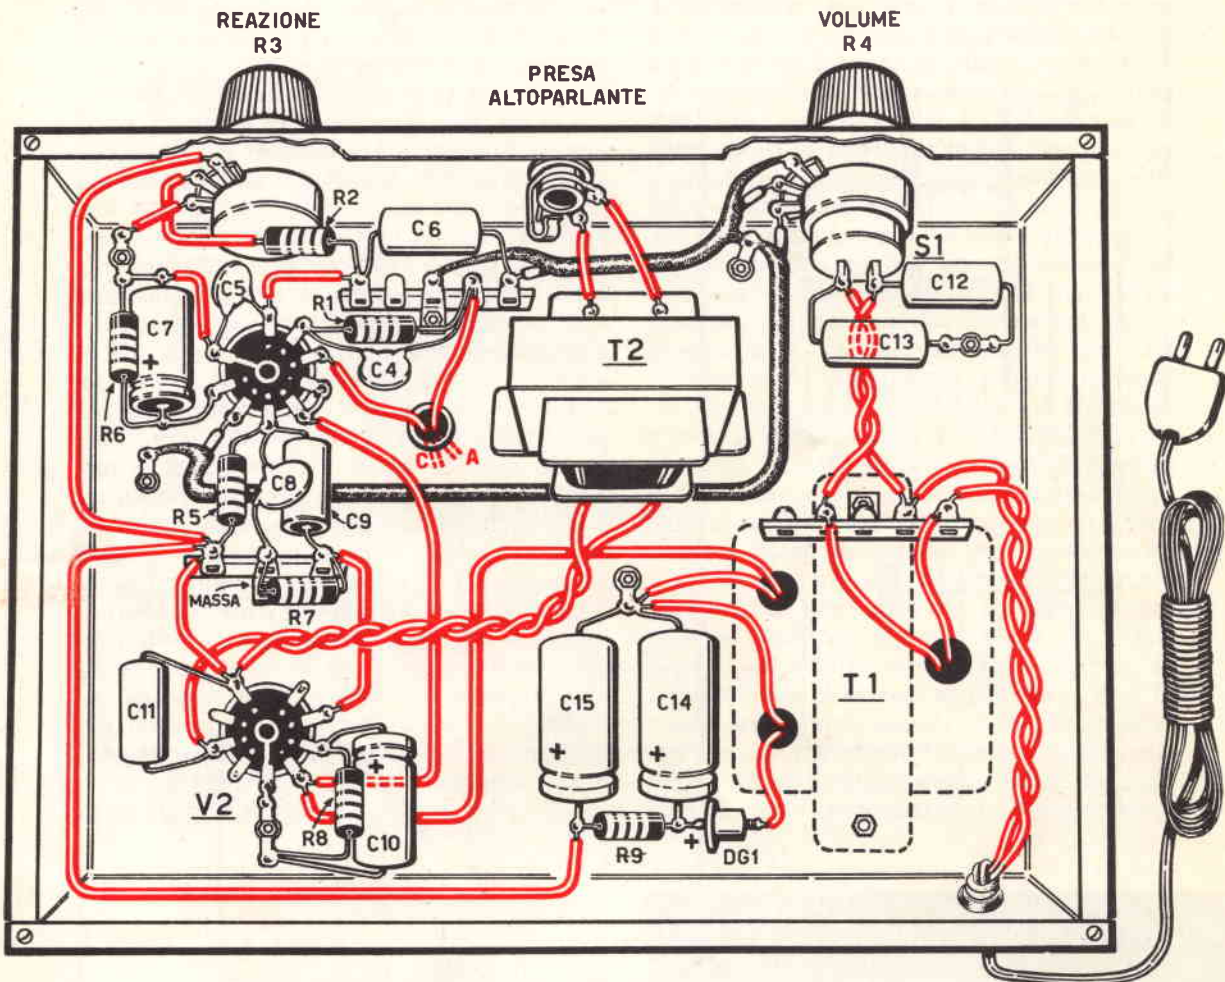 REAZIONE
R3
VOLUME
R4
PRESA
ALTOPARLANTE
R2
C6
S1
C12
C5
R1
C7
+
C13
T2
C4
R6
C A
C8
R5
C9
MASSA
R7
C11
T1
C15
C14
+
+
+
V2
R8
C10
R9
+
DG1